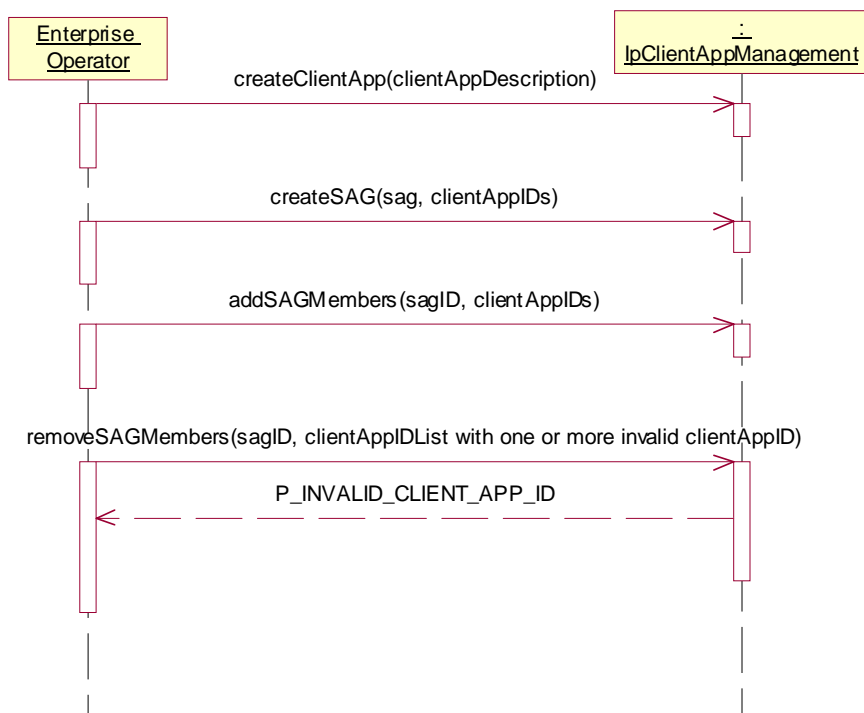 Enterprise
Operator
:
IpClientAppManagement
createClientApp(clientAppDescription)
createSAG(sag, clientAppIDs)
addSAGMembers(sagID, clientAppIDs)
removeSAGMembers(sagID, clientAppIDList with one or more invalid clientAppID)
P_INVALID_CLIENT_APP_ID